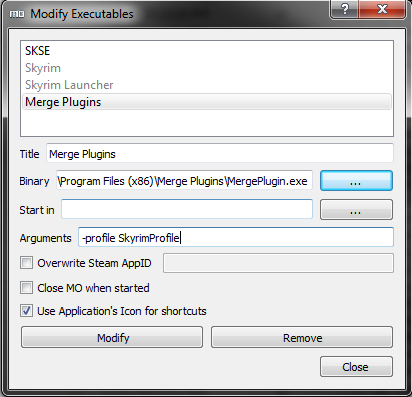 MO Modify Executables
SKSE
Skyrim
Skyrim Launcher
Merge Plugins
Title Merge Plugins
Binary \Program Files (x86)\Merge Plugins\MergePlugin.exe ...
Start in ...
Arguments -profile SkyrimProfile
Overwrite Steam AppID
Close MO when started
Use Application's Icon for shortcuts
Modify Remove
Close